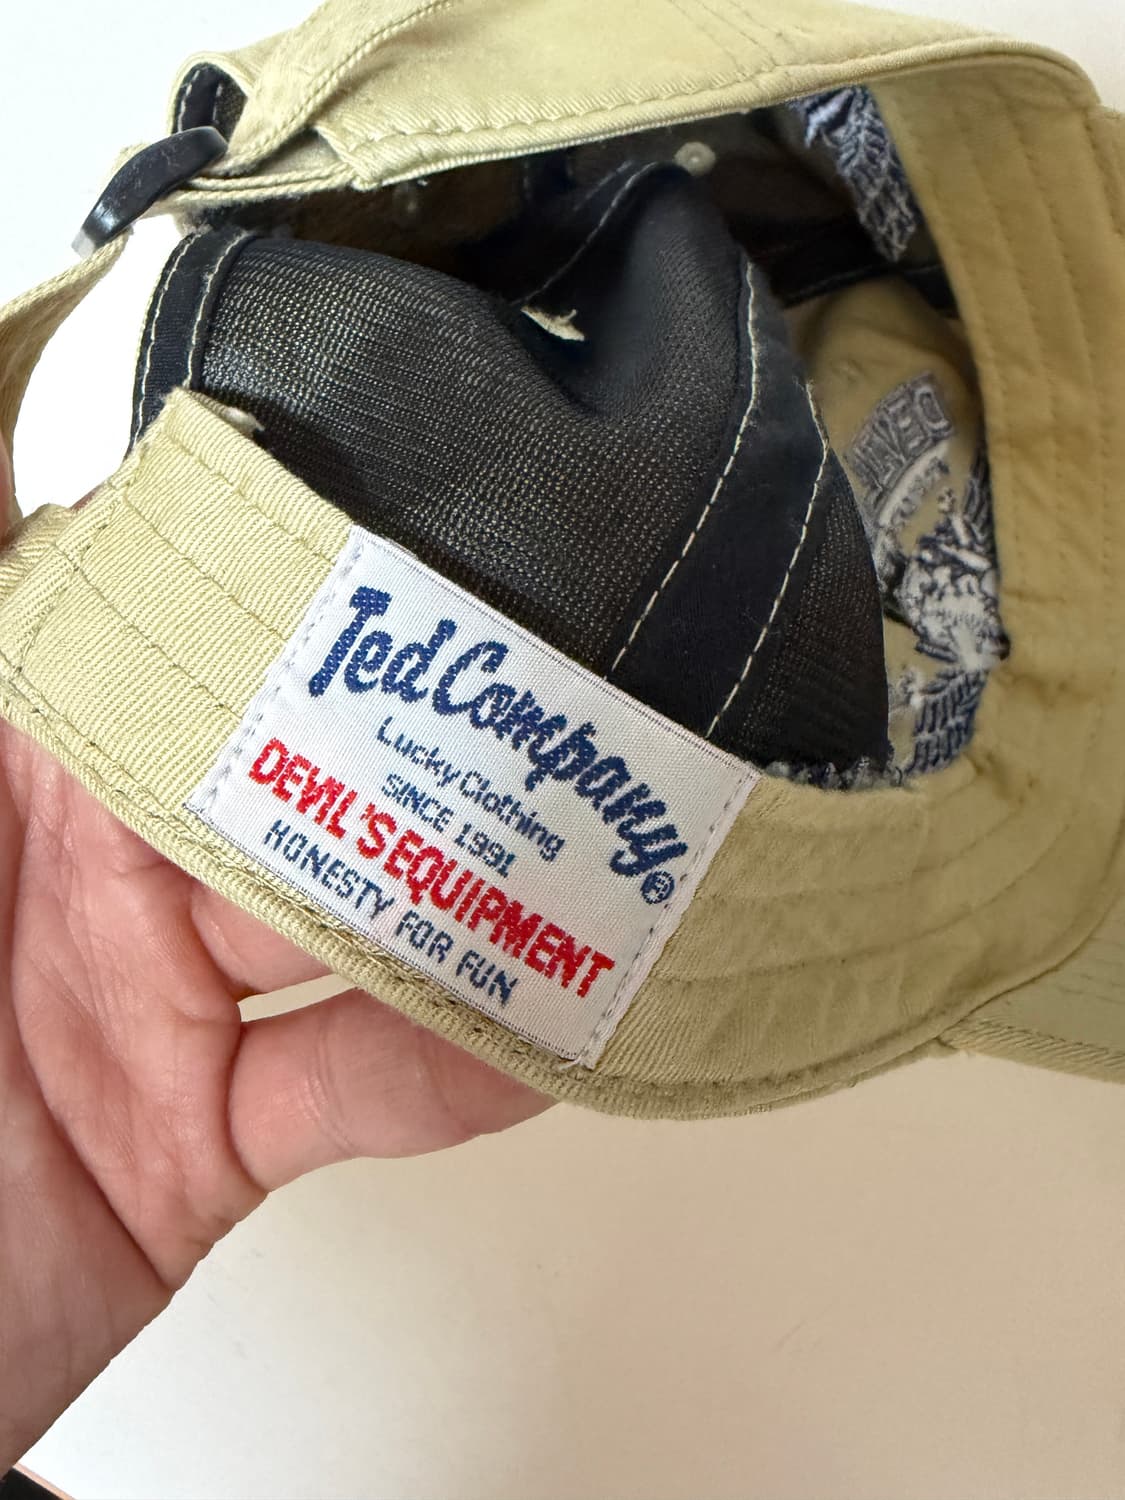 Ted Company®
Lucky Clothing
SINCE 1991
DEVIL'S EQUIPMENT
HONESTY FOR FUN